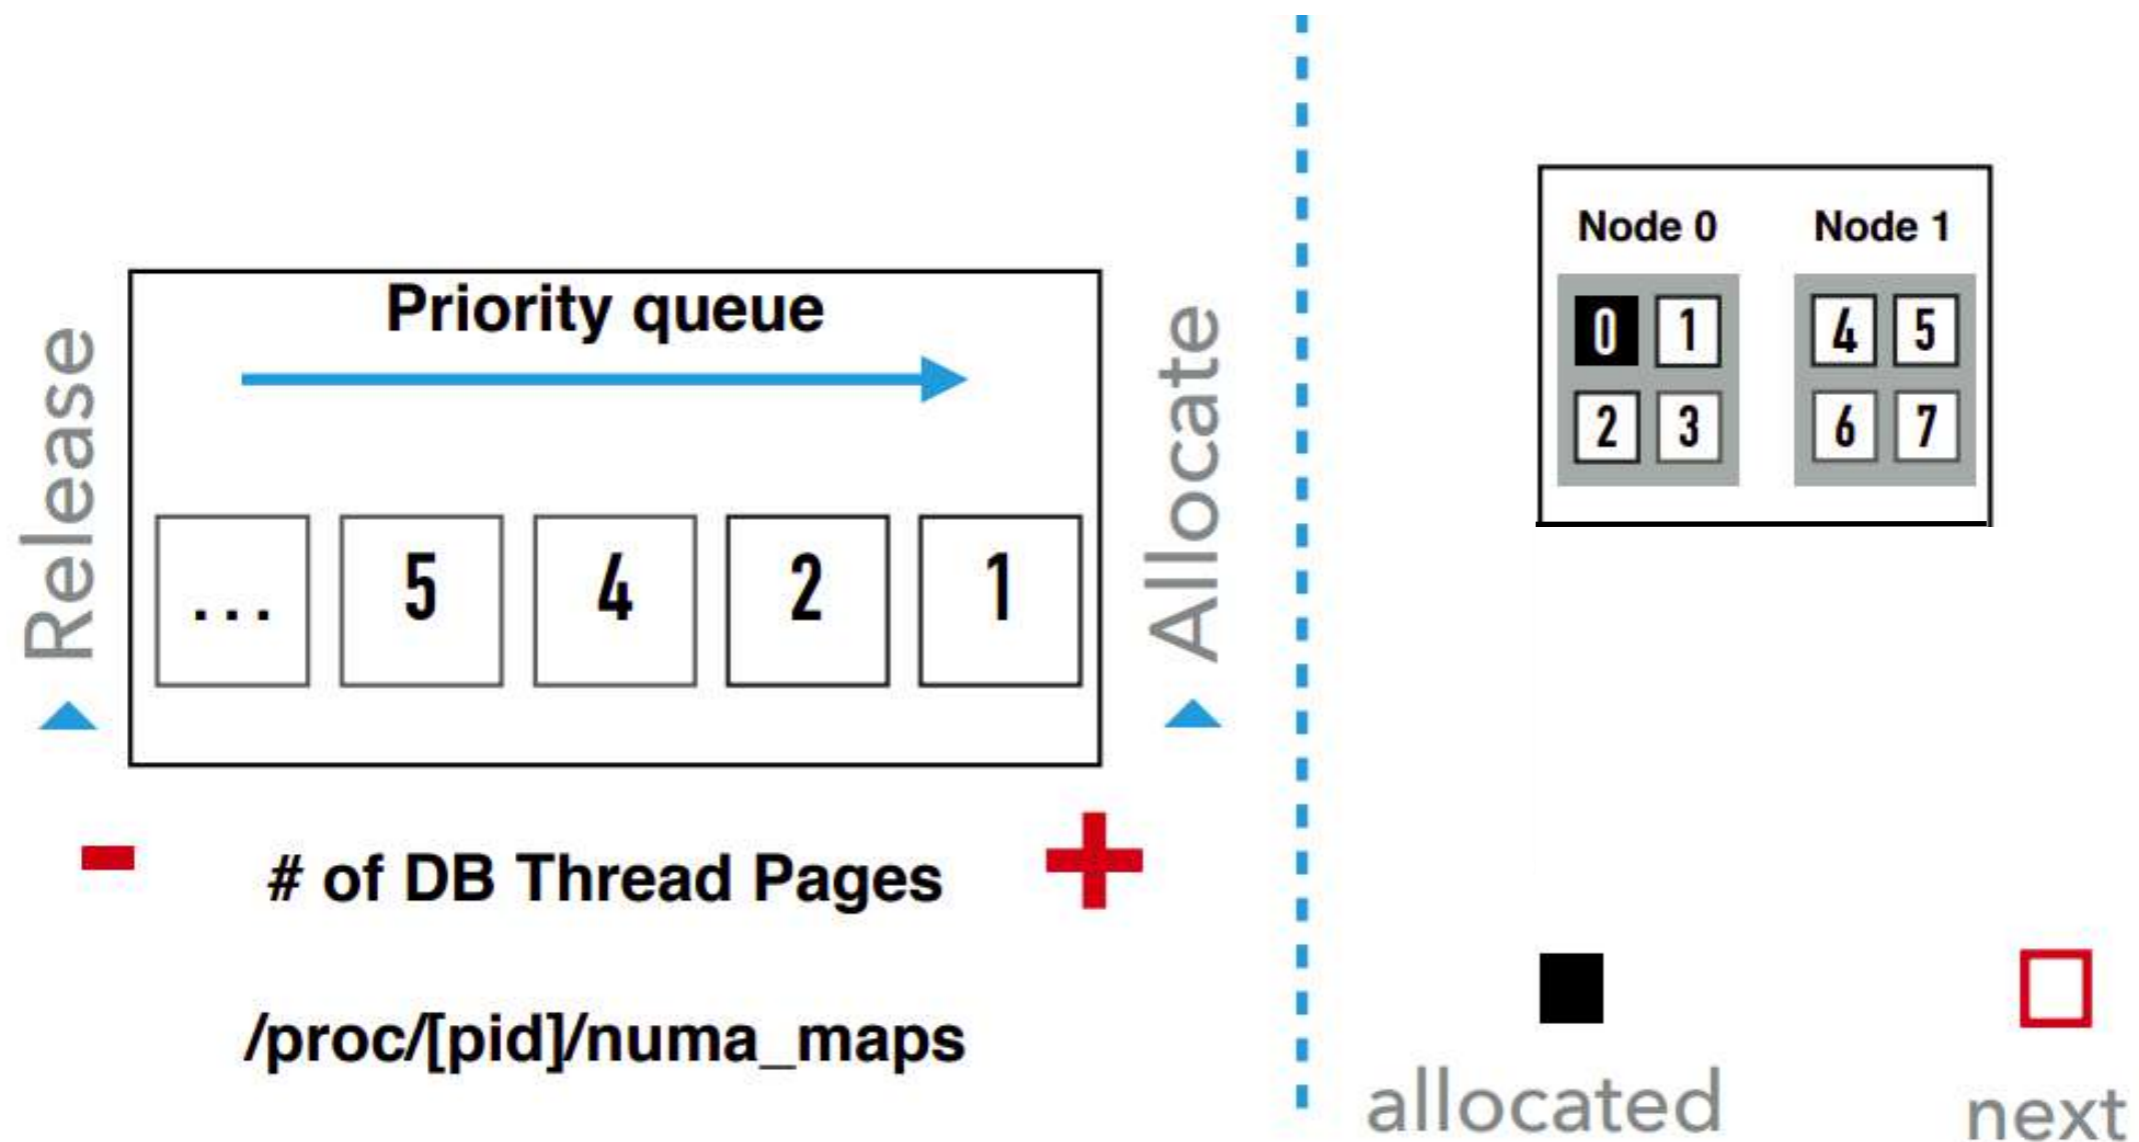 Priority queue
Release
... 5 4 2 1
Allocate
# of DB Thread Pages
/proc/[pid]/numa_maps
Node 0 Node 1
0 1 4 5
2 3 6 7
allocated next